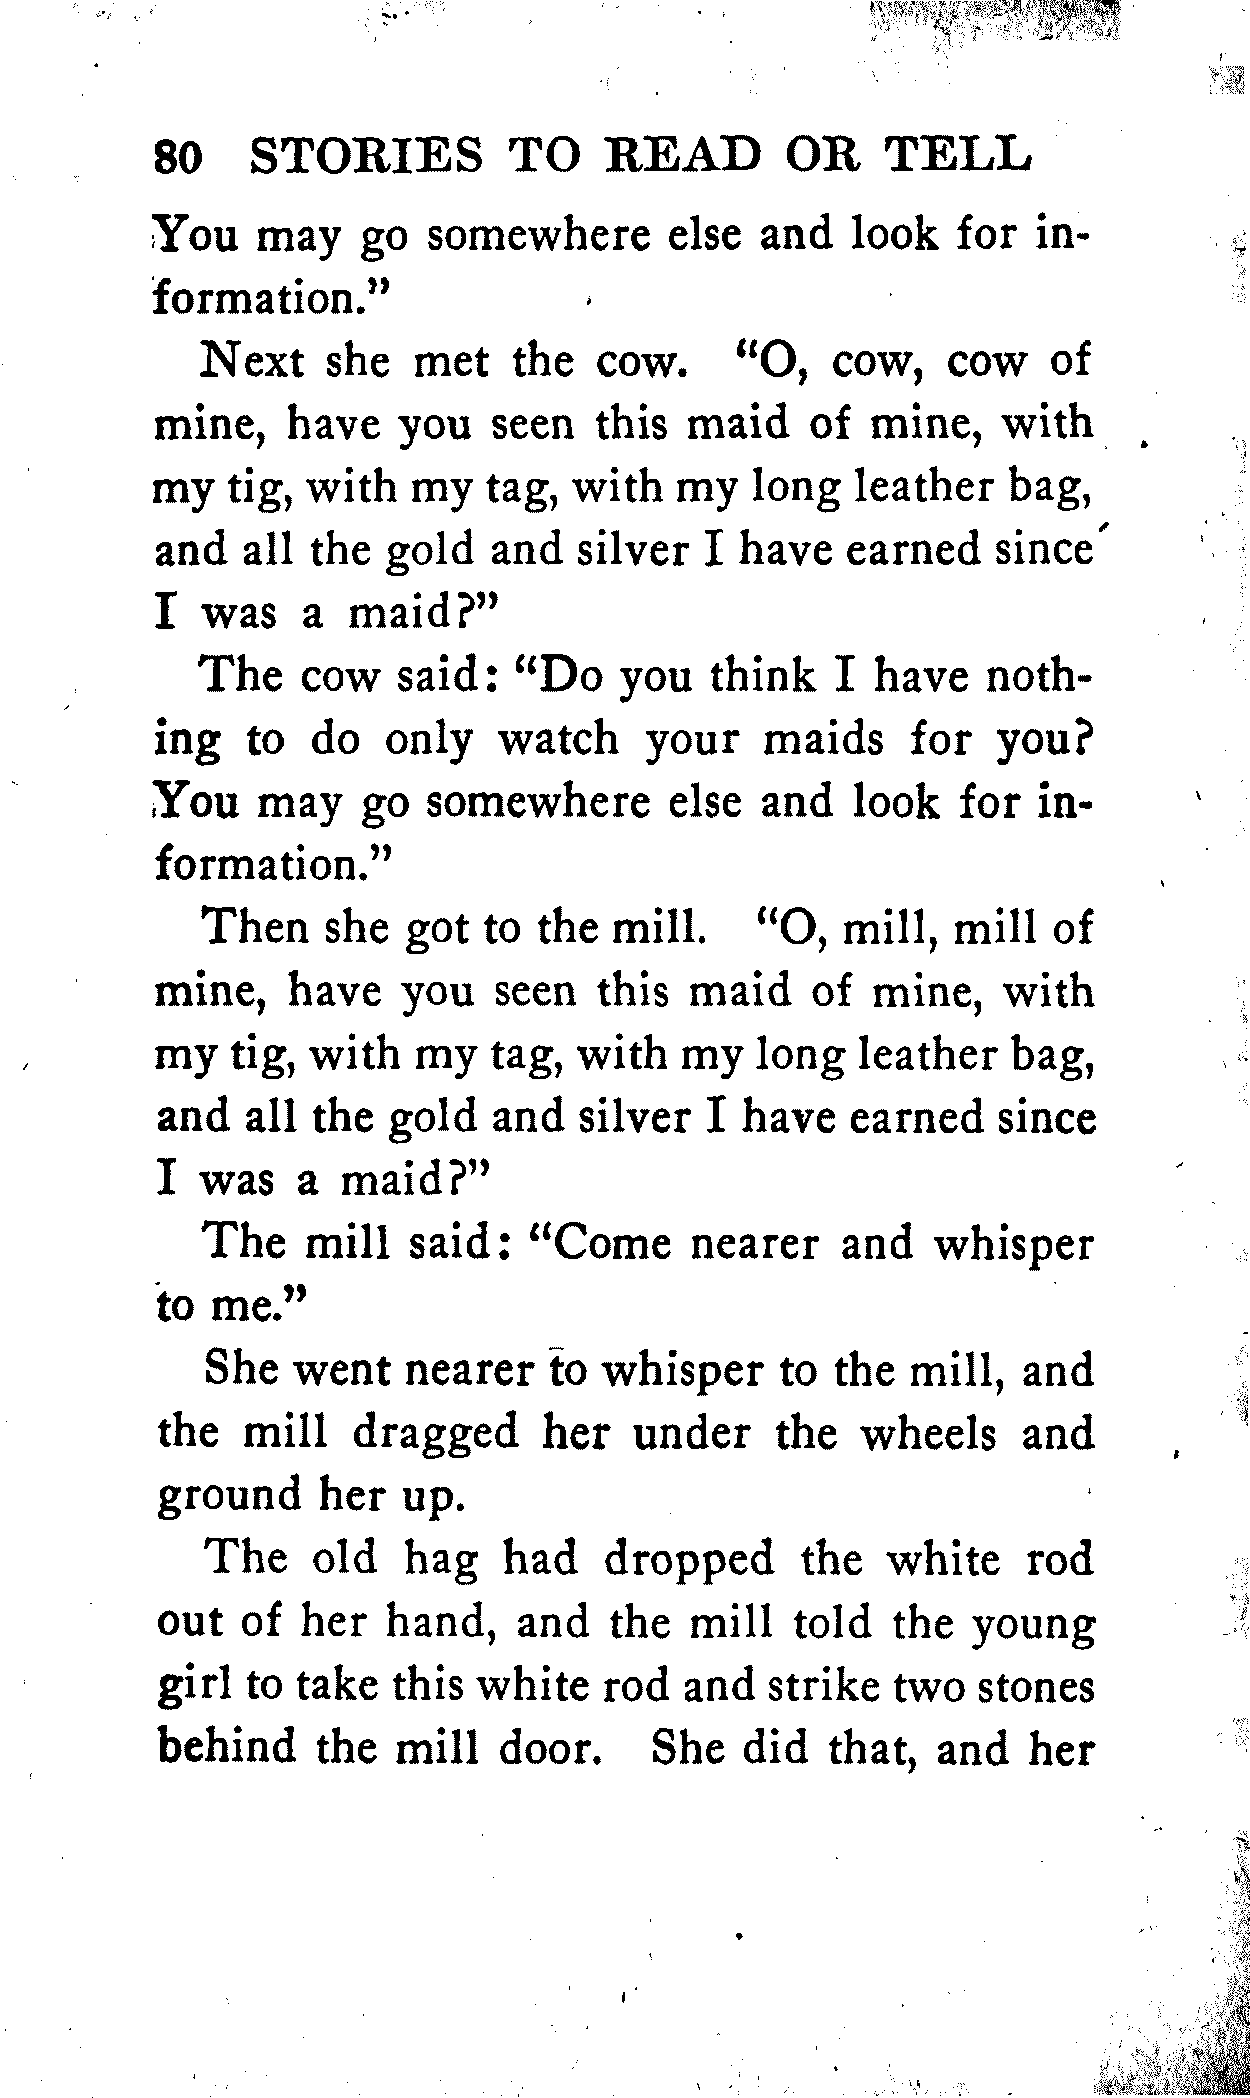 80 STORIES TO READ OR TELL
You may go somewhere else and look for in-
formation."
Next she met the cow. "O, cow, cow of
mine, have you seen this maid of mine, with
my tig, with my tag, with my long leather bag,
and all the gold and silver I have earned since
I was a maid?"
The cow said: "Do you think I have noth-
ing to do only watch your maids for you?
You may go somewhere else and look for in-
formation."
Then she got to the mill. "O, mill, mill of
mine, have you seen this maid of mine, with
my tig, with my tag, with my long leather bag,
and all the gold and silver I have earned since
I was a maid?"
The mill said: "Come nearer and whisper
to me."
She went nearer to whisper to the mill, and
the mill dragged her under the wheels and
ground her up.
The old hag had dropped the white rod
out of her hand, and the mill told the young
girl to take this white rod and strike two stones
behind the mill door. She did that, and her